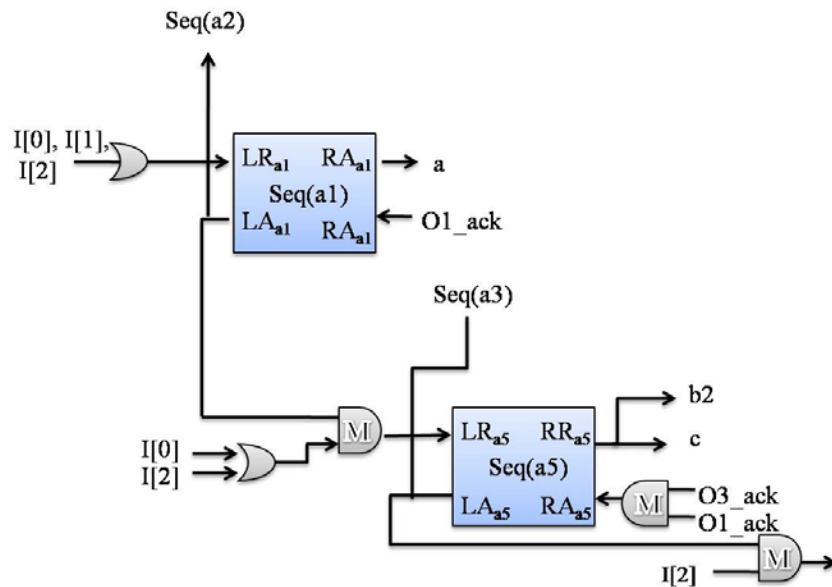 Seq(a2)
I[0], I[1],
I[2]
LRa1 RAa1
a
Seq(a1)
LAa1 RAa1
O1_ack
Seq(a3)
M
I[0]
I[2]
LRa5 RRa5
b2
c
Seq(a5)
LAa5 RAa5
M
O3_ack
O1_ack
M
I[2]